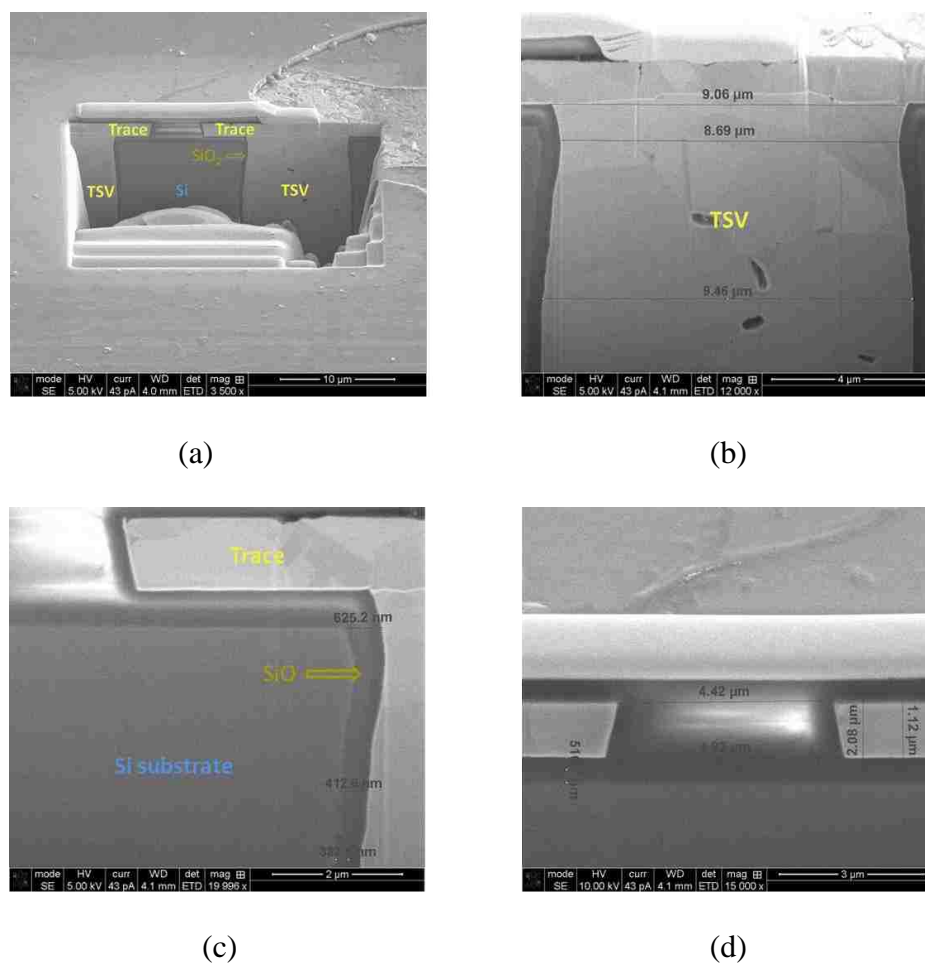 Trace Trace
SiO2
TSV Si TSV
mode HV curr WD det mag ⊞ 10 µm
SE 5.00 kV 43 pA 4.0 mm ETD 3 500 x
(a)
9.06 µm
8.69 µm
TSV
9.46 µm
mode HV curr WD det mag ⊞ 4 µm
SE 5.00 kV 43 pA 4.1 mm ETD 12 000 x
(b)
Trace
625.2 nm
SiO
Si substrate
mode HV curr WD det mag ⊞ 2 µm
SE 5.00 kV 43 pA 4.1 mm ETD 19 996 x
(c)
4.42 µm
2.08 µm
1.12 µm
mode HV curr WD det mag ⊞ 3 µm
SE 10.00 kV 43 pA 4.1 mm ETD 15 000 x
(d)